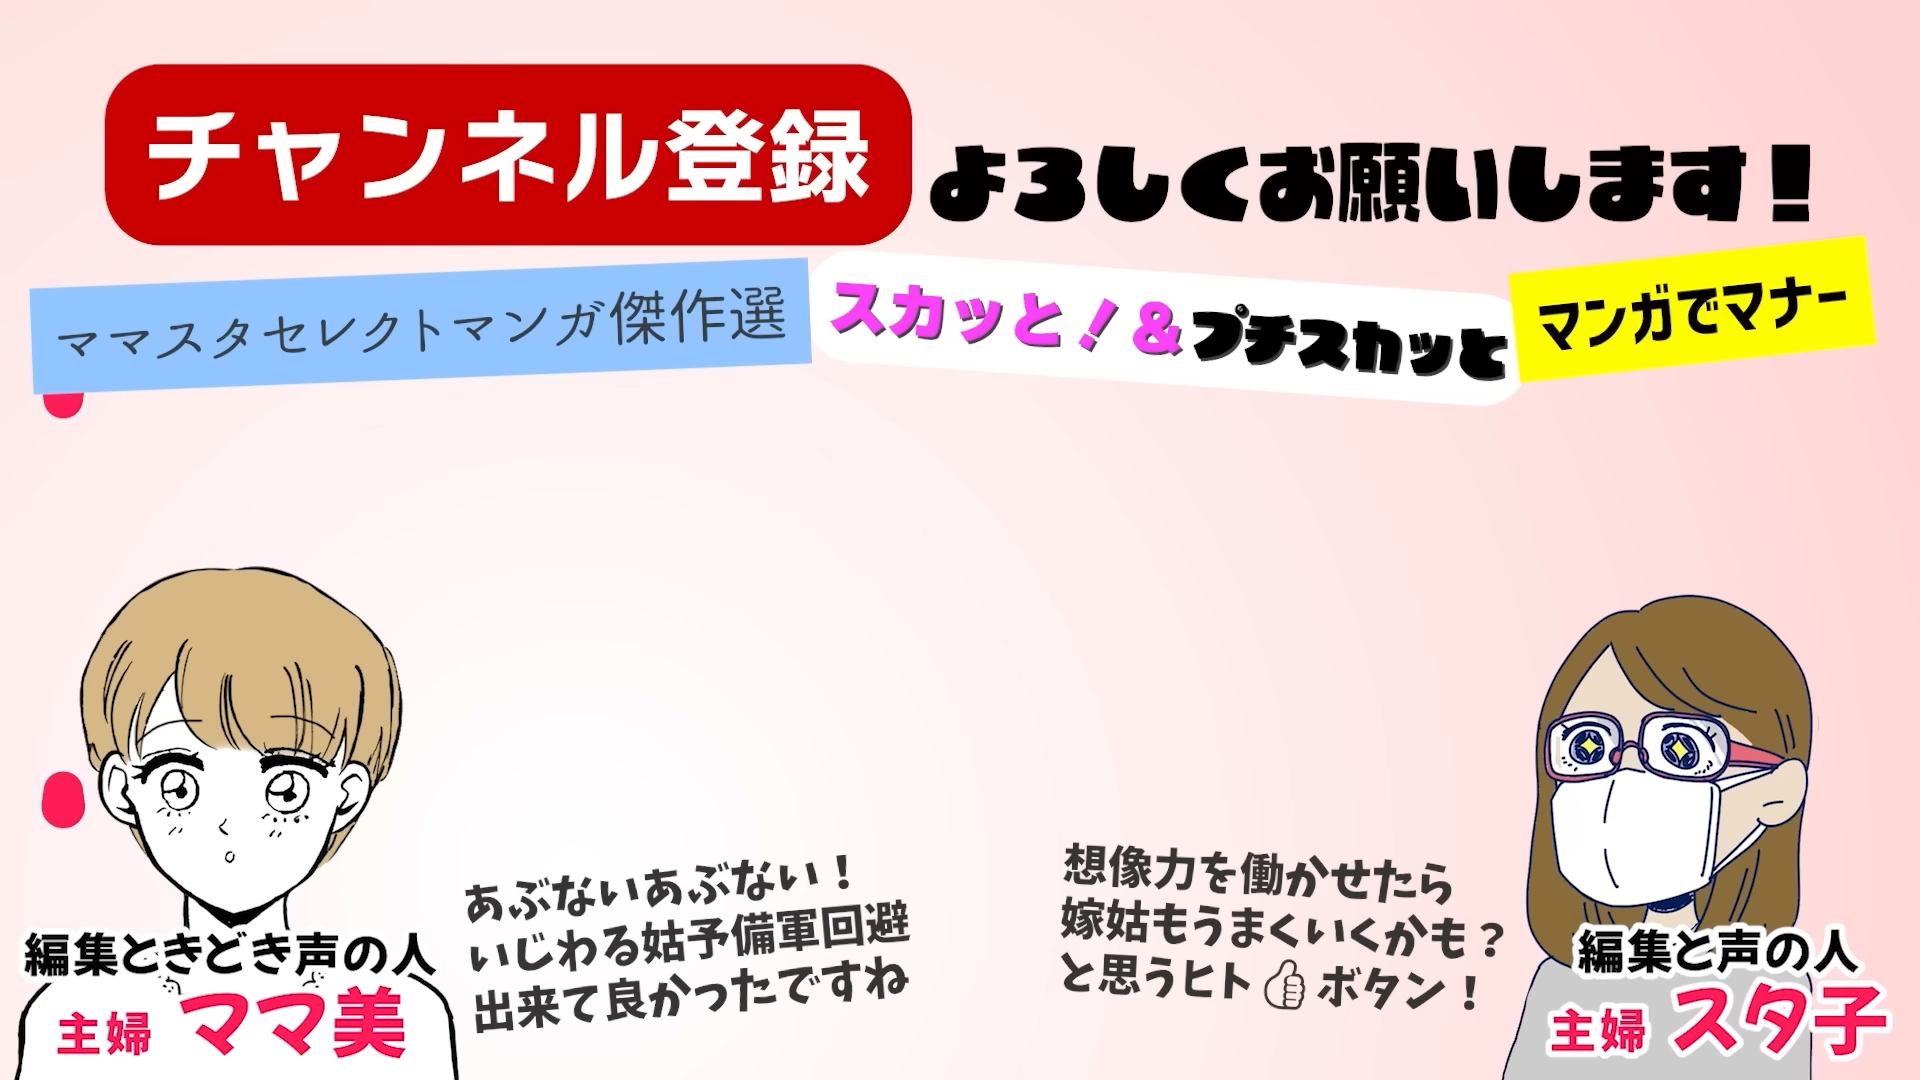 チャンネル登録 よろしくお願いします！
ママスタセレクトマンガ傑作選 スカッと！＆プチスカッと マンガでマナー
あぶないあぶない！
いじわる姑予備軍回避
出来て良かったですね
想像力を働かせたら
嫁姑もうまくいくかも？
と思うヒト👍ボタン！
編集ときどき声の人
主婦 ママ美
編集と声の人
主婦 スタ子